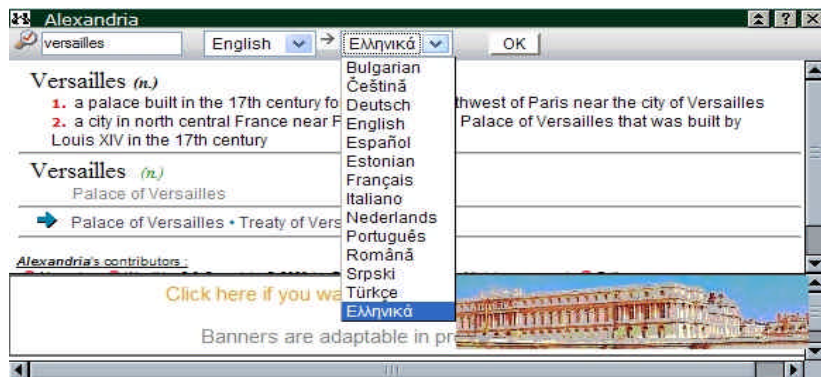 Alexandria
versailles English → Ελληνικά OK
Versailles (n.)
1. a palace built in the 17th century fo thwest of Paris near the city of Versailles
2. a city in north central France near Palace of Versailles that was built by
Louis XIV in the 17th century
Versailles (n.)
Palace of Versailles
Palace of Versailles • Treaty of Vers
Alexandria's contributors :
Click here if you wa
Banners are adaptable in pr
Bulgarian
Čeština
Deutsch
English
Español
Estonian
Français
Italiano
Nederlands
Português
Română
Srpski
Türkçe
Ελληνικά